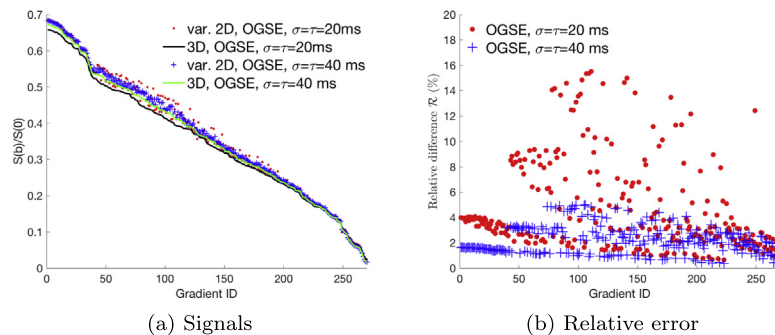 0.7
0.6
0.5
0.4
0.3
0.2
0.1
0
S(b)/S(0)
var. 2D, OGSE, σ=τ=20ms
3D, OGSE, σ=τ=20ms
var. 2D, OGSE, σ=τ=40 ms
3D, OGSE, σ=τ=40 ms
0 50 100 150 200 250
Gradient ID
(a) Signals
20
18
16
14
12
10
8
6
4
2
0
Relative difference R (%)
OGSE, σ=τ=20 ms
OGSE, σ=τ=40 ms
0 50 100 150 200 250
Gradient ID
(b) Relative error